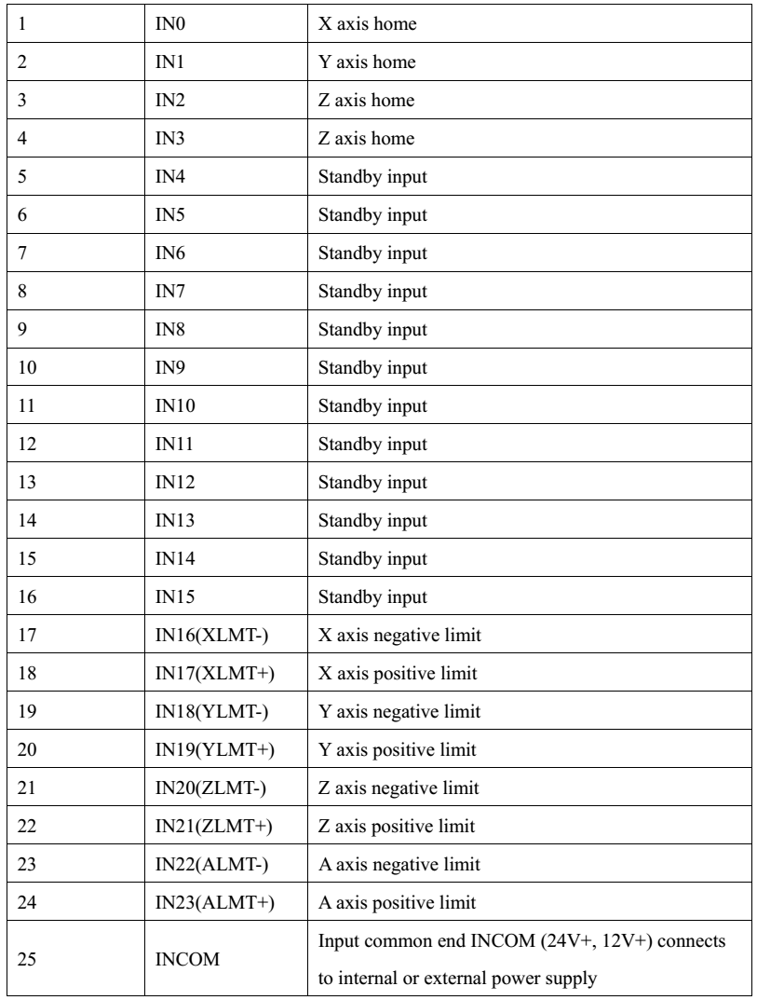 1 IN0 X axis home
2 IN1 Y axis home
3 IN2 Z axis home
4 IN3 Z axis home
5 IN4 Standby input
6 IN5 Standby input
7 IN6 Standby input
8 IN7 Standby input
9 IN8 Standby input
10 IN9 Standby input
11 IN10 Standby input
12 IN11 Standby input
13 IN12 Standby input
14 IN13 Standby input
15 IN14 Standby input
16 IN15 Standby input
17 IN16(XLMT-) X axis negative limit
18 IN17(XLMT+) X axis positive limit
19 IN18(YLMT-) Y axis negative limit
20 IN19(YLMT+) Y axis positive limit
21 IN20(ZLMT-) Z axis negative limit
22 IN21(ZLMT+) Z axis positive limit
23 IN22(ALMT-) A axis negative limit
24 IN23(ALMT+) A axis positive limit
25 INCOM Input common end INCOM (24V+, 12V+) connects
to internal or external power supply